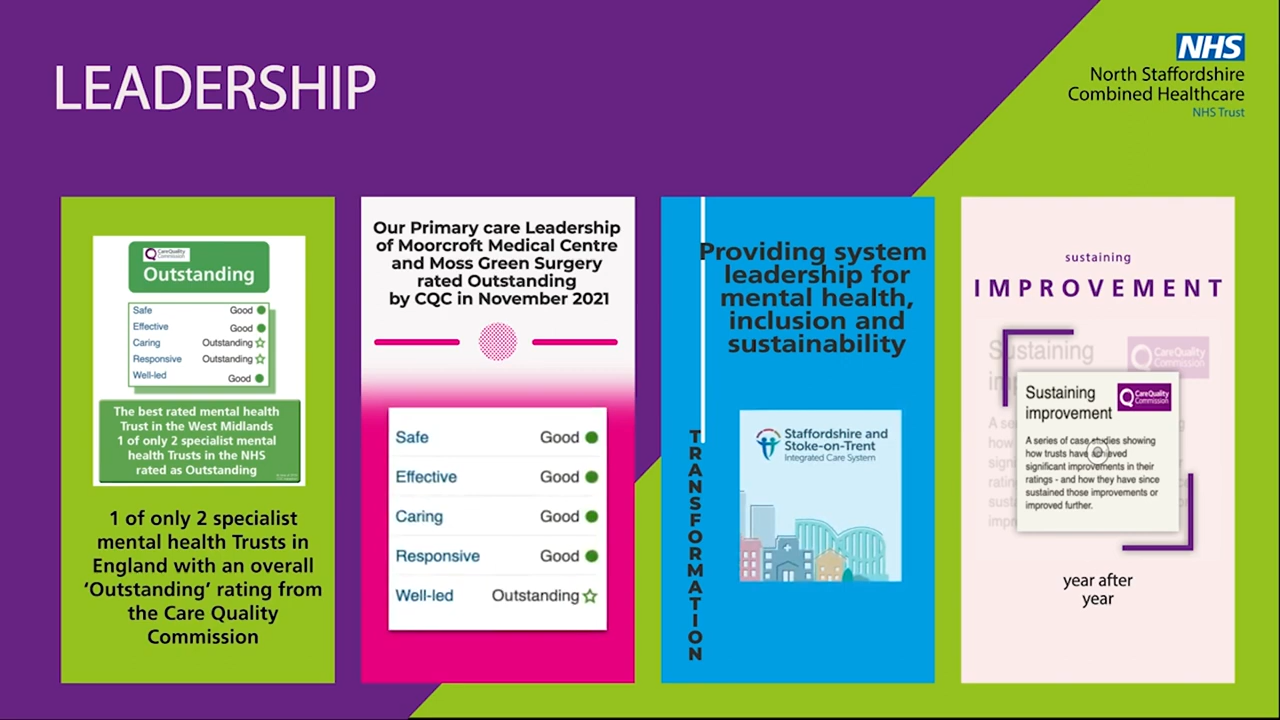 LEADERSHIP
NHS
North Staffordshire
Combined Healthcare
NHS Trust
CareQuality
Commission
Outstanding
Safe Good
Effective Good
Caring Outstanding
Responsive Outstanding
Well-led Good
The best rated mental health
Trust in the West Midlands
1 of only 2 specialist mental
health Trusts in the NHS
rated as Outstanding
1 of only 2 specialist
mental health Trusts in
England with an overall
‘Outstanding’ rating from
the Care Quality
Commission
Our Primary care Leadership
of Moorcroft Medical Centre
and Moss Green Surgery
rated Outstanding
by CQC in November 2021
Safe Good
Effective Good
Caring Good
Responsive Good
Well-led Outstanding
Providing system
leadership for
mental health,
inclusion and
sustainability
TRANSFORMATION
Staffordshire and
Stoke-on-Trent
Integrated Care System
sustaining
IMPROVEMENT
Sustaining
CareQuality
Commission
Sustaining
improvement
CareQuality
Commission
A series of case studies showing
how trusts have achieved
significant improvements in their
ratings - and how they have since
sustained those improvements or
improved further.
year after
year